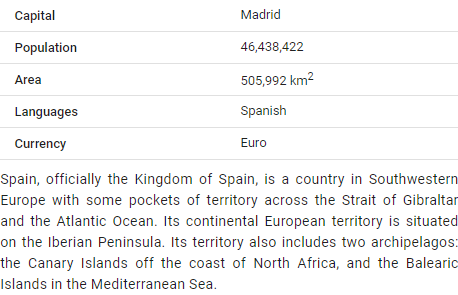 Capital Madrid
Population 46,438,422
Area 505,992 km²
Languages Spanish
Currency Euro
Spain, officially the Kingdom of Spain, is a country in Southwestern
Europe with some pockets of territory across the Strait of Gibraltar
and the Atlantic Ocean. Its continental European territory is situated
on the Iberian Peninsula. Its territory also includes two archipelagos:
the Canary Islands off the coast of North Africa, and the Balearic
Islands in the Mediterranean Sea.